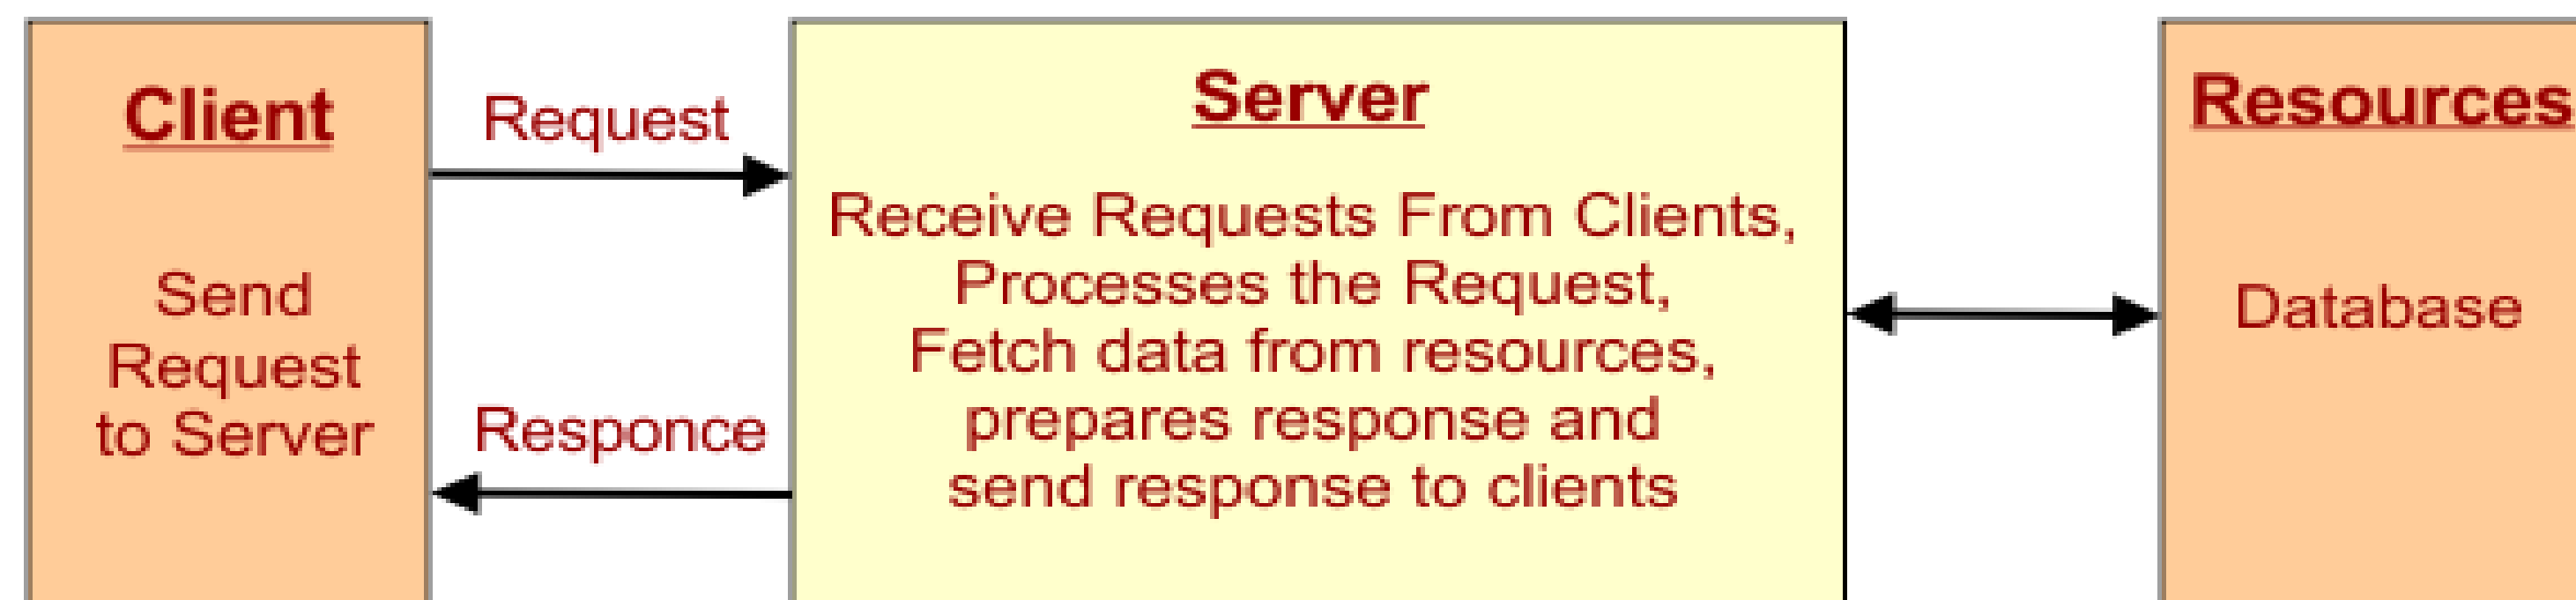 Client
Send
Request
to Server
Request
Responce
Server
Receive Requests From Clients,
Processes the Request,
Fetch data from resources,
prepares response and
send response to clients
Resources
Database